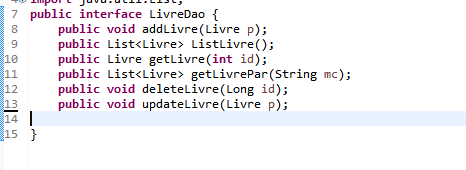 import java.util.List;
7 public interface LivreDao {
8 public void addLivre(Livre p);
9 public List<Livre> ListLivre();
10 public Livre getLivre(int id);
11 public List<Livre> getLivrePar(String mc);
12 public void deleteLivre(Long id);
13 public void updateLivre(Livre p);
14
15 }